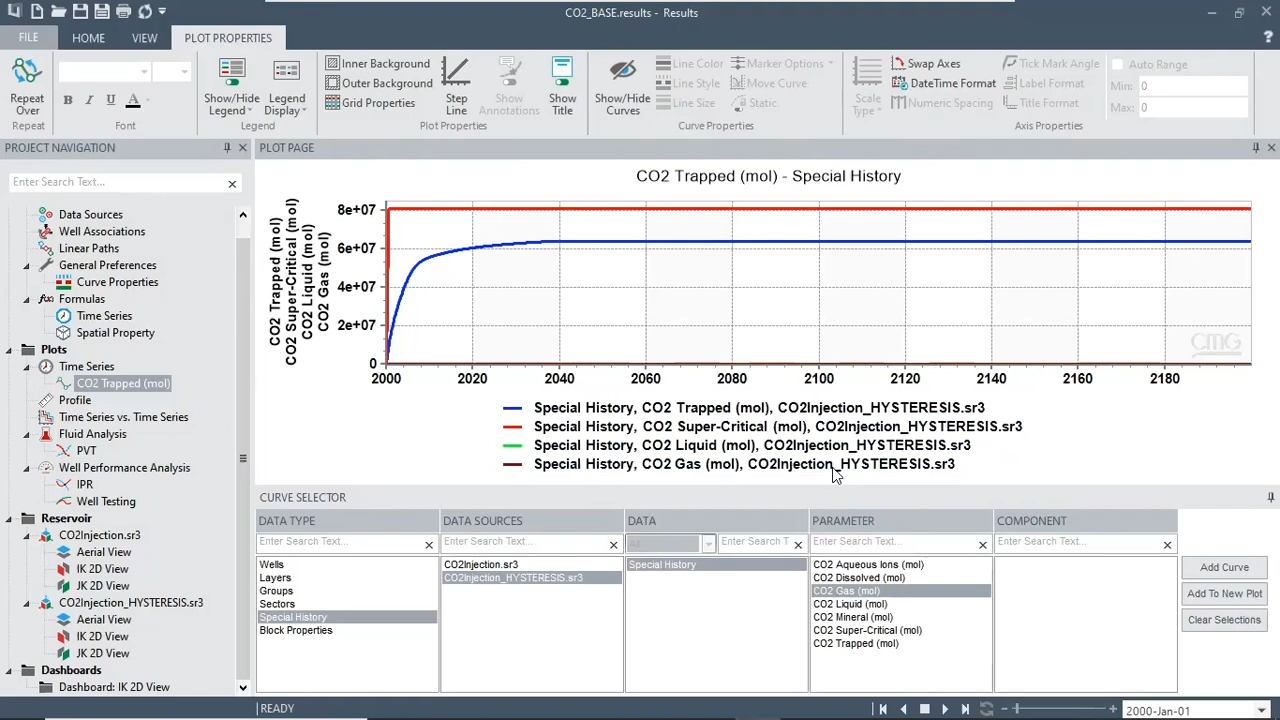 CO2_BASE.results - Results
FILE HOME VIEW PLOT PROPERTIES
Repeat Over
Repeat
B I U A
Font
Show/Hide Legend
Legend Display
Legend
Inner Background
Outer Background
Grid Properties
Step Line
Show Annotations
Show Title
Plot Properties
Show/Hide Curves
Line Color
Line Style
Line Size
Marker Options
Move Curve
Static.
Curve Properties
Scale Type
Swap Axes
DateTime Format
Numeric Spacing
Tick Mark Angle
Label Format
Title Format
Auto Range
Min: 0
Max: 0
Axis Properties
PROJECT NAVIGATION
Enter Search Text...
Data Sources
Well Associations
Linear Paths
General Preferences
Curve Properties
Formulas
Time Series
Spatial Property
Plots
Time Series
CO2 Trapped (mol)
Profile
Time Series vs. Time Series
Fluid Analysis
PVT
Well Performance Analysis
IPR
Well Testing
Reservoir
CO2Injection.sr3
Aerial View
IK 2D View
JK 2D View
CO2Injection_HYSTERESIS.sr3
Aerial View
IK 2D View
JK 2D View
Dashboards
Dashboard: IK 2D View
PLOT PAGE
CO2 Trapped (mol) - Special History
CO2 Trapped (mol)
CO2 Super-Critical (mol)
CO2 Liquid (mol)
CO2 Gas (mol)
8e+07
6e+07
4e+07
2e+07
0
2000 2020 2040 2060 2080 2100 2120 2140 2160 2180
CMG
Special History, CO2 Trapped (mol), CO2Injection_HYSTERESIS.sr3
Special History, CO2 Super-Critical (mol), CO2Injection_HYSTERESIS.sr3
Special History, CO2 Liquid (mol), CO2Injection_HYSTERESIS.sr3
Special History, CO2 Gas (mol), CO2Injection_HYSTERESIS.sr3
CURVE SELECTOR
DATA TYPE DATA SOURCES DATA PARAMETER COMPONENT
Enter Search Text... Enter Search Text... All Enter Search T Enter Search Text... Enter Search Text...
Wells
Layers
Groups
Sectors
Special History
Block Properties
CO2Injection.sr3
CO2Injection_HYSTERESIS.sr3
Special History
CO2 Aqueous Ions (mol)
CO2 Dissolved (mol)
CO2 Gas (mol)
CO2 Liquid (mol)
CO2 Mineral (mol)
CO2 Super-Critical (mol)
CO2 Trapped (mol)
Add Curve
Add To New Plot
Clear Selections
READY
2000-Jan-01